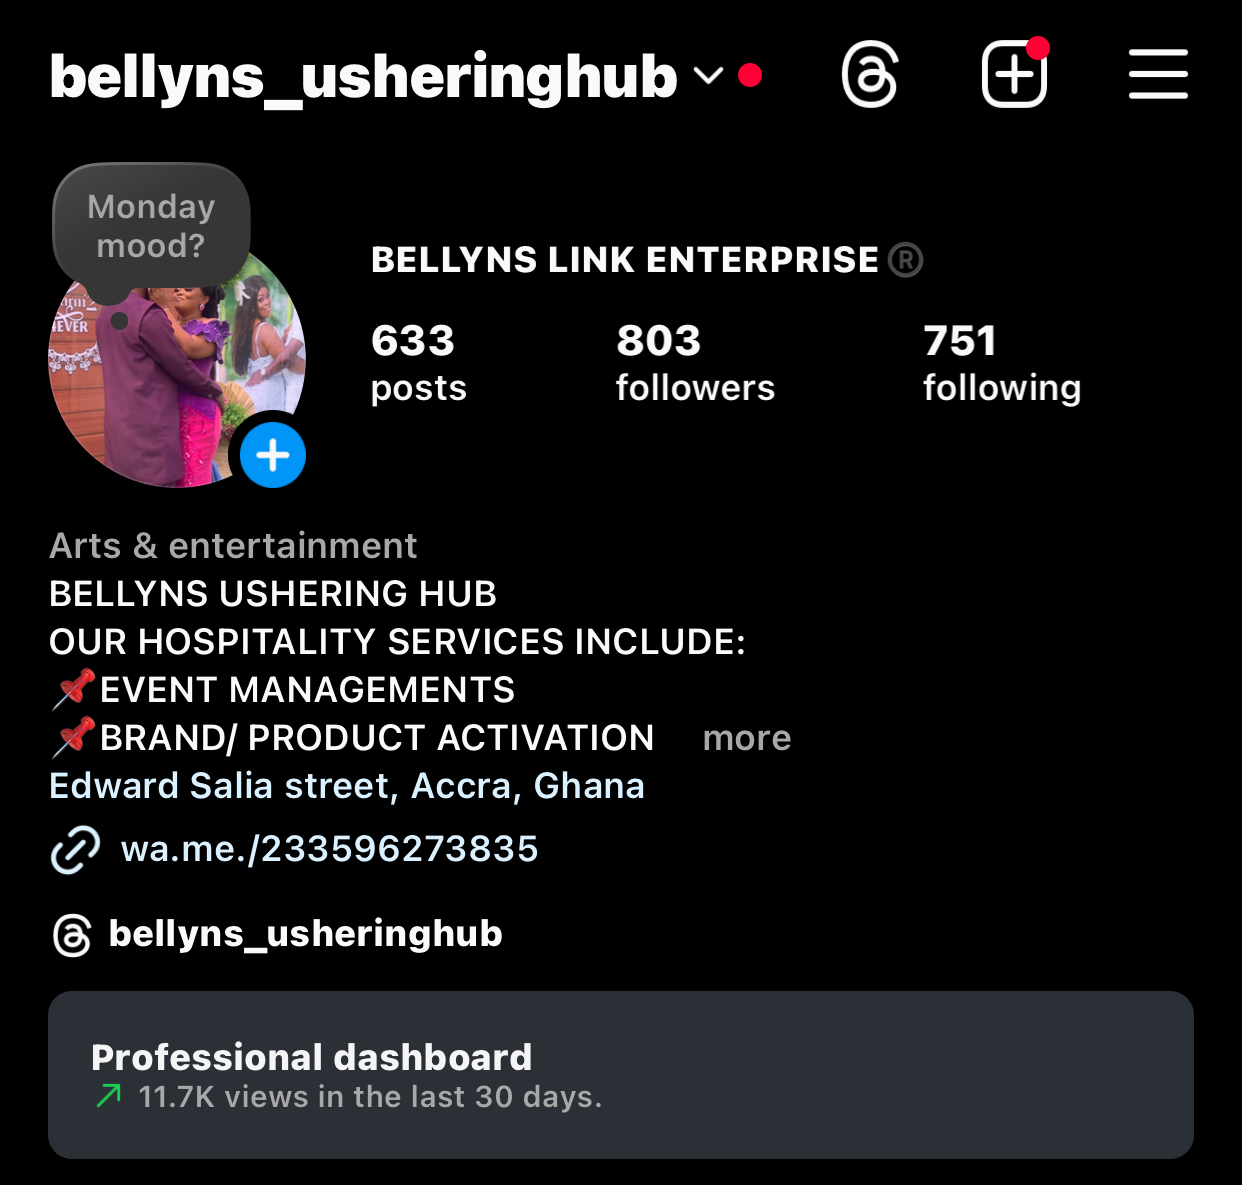 bellyns_usheringhub
Monday
mood?
BELLYNS LINK ENTERPRISE ®
633 posts
803 followers
751 following
EVER
Arts & entertainment
BELLYNS USHERING HUB
OUR HOSPITALITY SERVICES INCLUDE:
📌EVENT MANAGEMENTS
📌BRAND/ PRODUCT ACTIVATION more
Edward Salia street, Accra, Ghana
wa.me./233596273835
bellyns_usheringhub
Professional dashboard
11.7K views in the last 30 days.